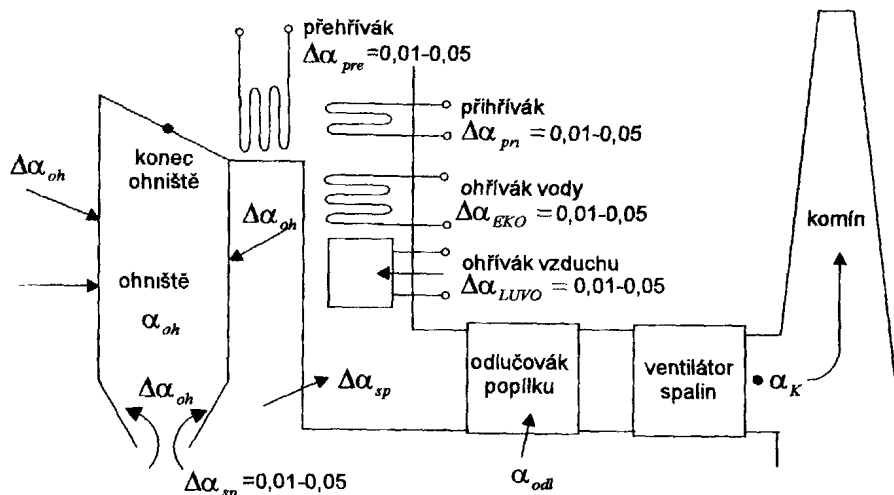 přehřívák
Δα_pre = 0,01-0,05
přihřívák
Δα_pri = 0,01-0,05
konec
ohniště
Δα_oh
Δα_oh
ohřívák vody
Δα_EKO = 0,01-0,05
komín
ohřívák vzduchu
Δα_LUVO = 0,01-0,05
ohniště
α_oh
Δα_oh
Δα_sp
odlučovák
popílku
ventilátor
spalin
α_K
Δα_sp = 0,01-0,05
α_odl